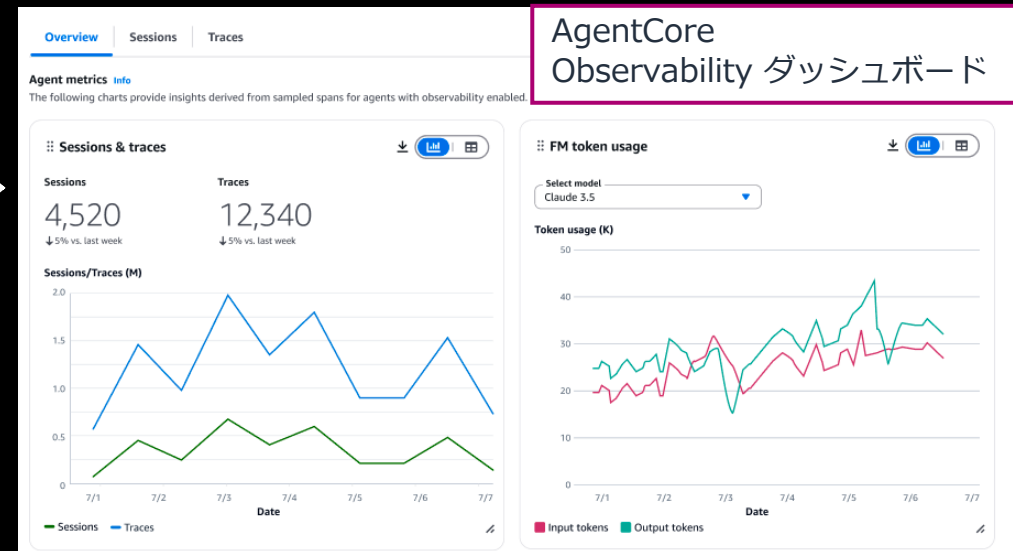 AgentCore
Observability ダッシュボード
Overview Sessions Traces
Agent metrics Info
The following charts provide insights derived from sampled spans for agents with observability enabled.
Sessions & traces
Sessions Traces
4,520 12,340
5% vs. last week 5% vs. last week
Sessions/Traces (M)
2.0
1.5
1.0
0.5
0
7/1 7/2 7/3 7/4 7/5 7/6 7/7
Date
Sessions Traces
FM token usage
Select model
Claude 3.5
Token usage (K)
50
40
30
20
10
0
7/1 7/2 7/3 7/4 7/5 7/6 7/7
Date
Input tokens Output tokens